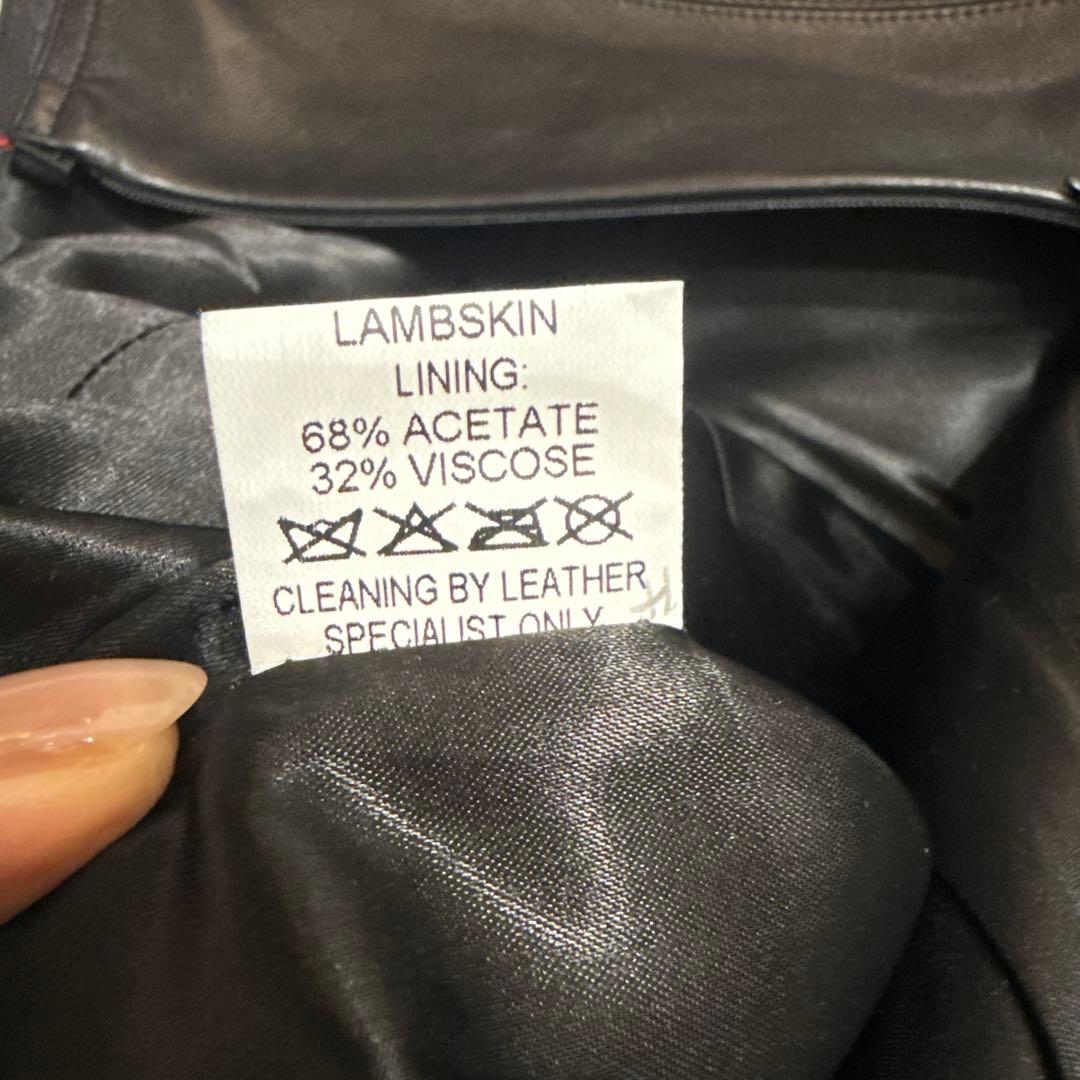 LAMBSKIN
LINING:
68% ACETATE
32% VISCOSE
CLEANING BY LEATHER
SPECIALIST ONLY